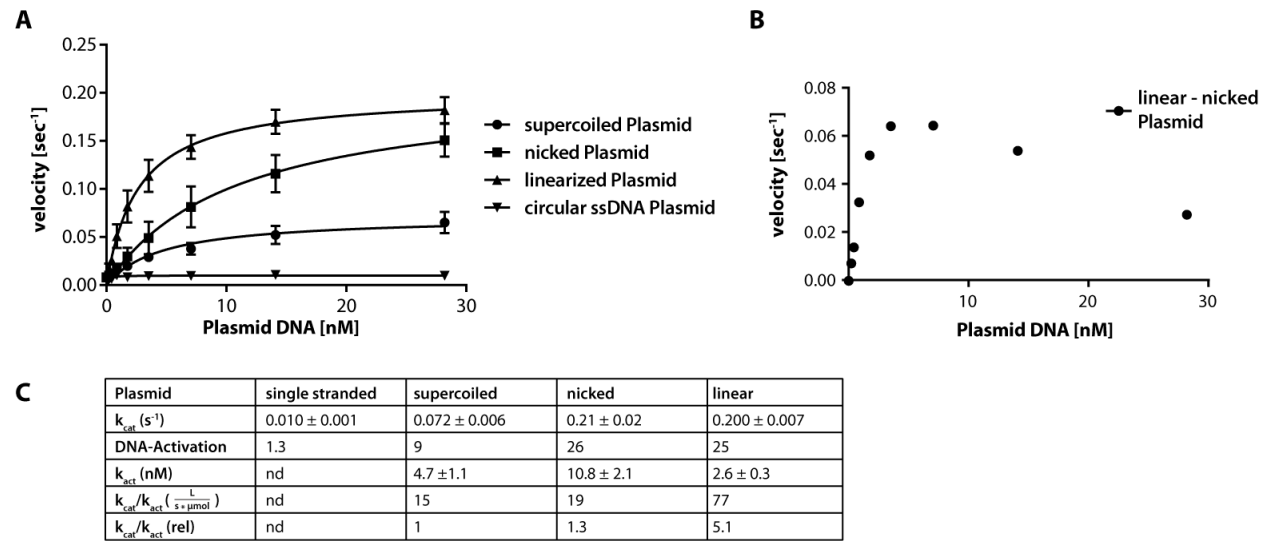 A
velocity [sec-1]
0.25
0.20
0.15
0.10
0.05
0.00
0 10 20 30
Plasmid DNA [nM]
supercoiled Plasmid
nicked Plasmid
linearized Plasmid
circular ssDNA Plasmid
B
velocity [sec-1]
0.08
0.06
0.04
0.02
0.00
10 20 30
Plasmid DNA [nM]
linear - nicked
Plasmid
C
Plasmid single stranded supercoiled nicked linear
kcat (s-1) 0.010 ± 0.001 0.072 ± 0.006 0.21 ± 0.02 0.200 ± 0.007
DNA-Activation 1.3 9 26 25
kact (nM) nd 4.7 ±1.1 10.8 ±2.1 2.6 ± 0.3
kcat/kact ( L / s * µmol ) nd 15 19 77
kcat/kact (rel) nd 1 1.3 5.1